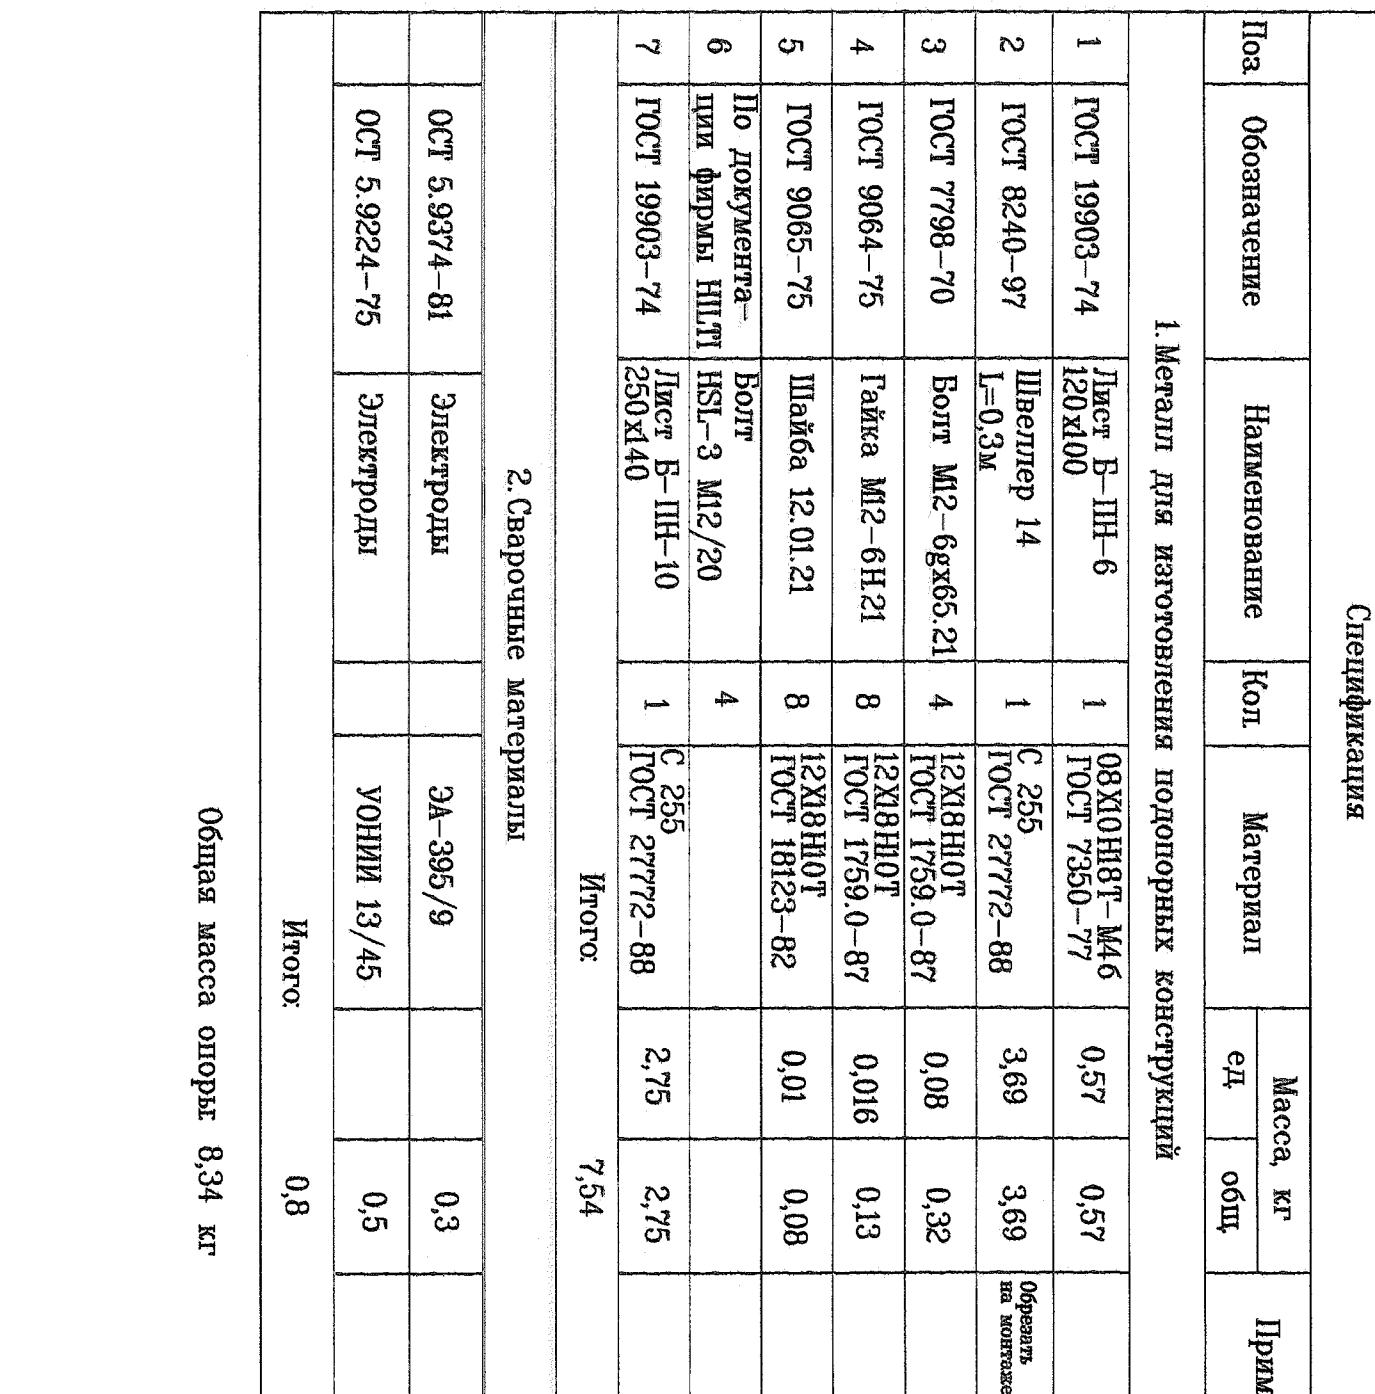 Спецификация
Поз.
Обозначение
Наименование
Кол.
Материал
Масса, кг
ед.
общ.
Прим
1. Металл для изготовления подопорных конструкций
1
ГОСТ 19903-74
Лист Б-ПН-6
120х100
1
08Х10Н18Т-М4б
ГОСТ 7350-77
0,57
0,57
2
ГОСТ 8240-97
Швеллер 14
L=0,3м
1
С 255
ГОСТ 27772-88
3,69
3,69
Обрезать
на монтаже
3
ГОСТ 7798-70
Болт М12-6gх65.21
4
12Х18Н10Т
ГОСТ 1759.0-87
0,08
0,32
4
ГОСТ 9064-75
Гайка М12-6Н.21
8
12Х18Н10Т
ГОСТ 1759.0-87
0,016
0,13
5
ГОСТ 9065-75
Шайба 12.01.21
8
12Х18Н10Т
ГОСТ 18123-82
0,01
0,08
6
По документа-
ции фирмы HILTI
Болт
HSL-3 М12/20
4
7
ГОСТ 19903-74
Лист Б-ПН-10
250х140
1
С 255
ГОСТ 27772-88
2,75
2,75
Итого:
7,54
2. Сварочные материалы
ОСТ 5.9374-81
Электроды
ЭА-395/9
0,3
ОСТ 5.9224-75
Электроды
УОНИИ 13/45
0,5
Итого:
0,8
Общая масса опоры: 8,34 кг